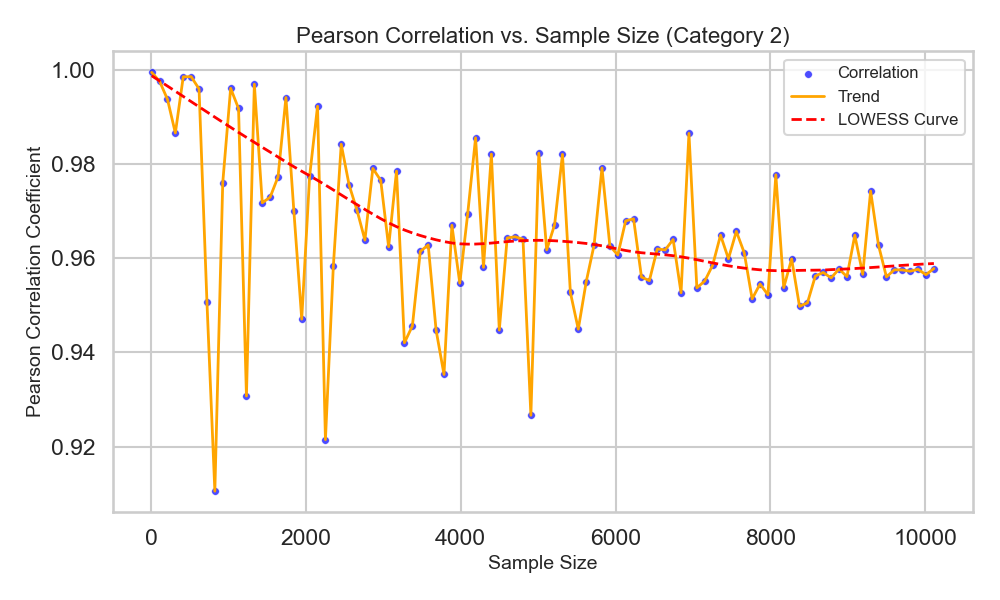 Pearson Correlation vs. Sample Size (Category 2)
Correlation
Trend
LOWESS Curve
Pearson Correlation Coefficient
1.00
0.98
0.96
0.94
0.92
0
2000
4000
6000
8000
10000
Sample Size